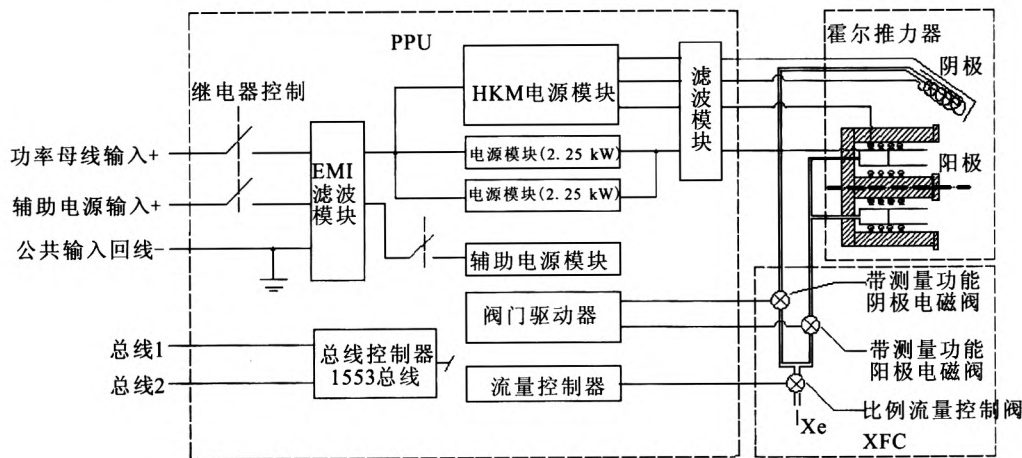 PPU
霍尔推力器
阴极
继电器控制
HKM电源模块
滤波模块
功率母线输入+
EMI
滤波
模块
电源模块(2.25 kW)
阳极
辅助电源输入+
电源模块(2.25 kW)
公共输入回线-
辅助电源模块
带测量功能
阴极电磁阀
阀门驱动器
总线1
总线控制器
1553总线
带测量功能
阳极电磁阀
总线2
流量控制器
比例流量控制阀
Xe
XFC